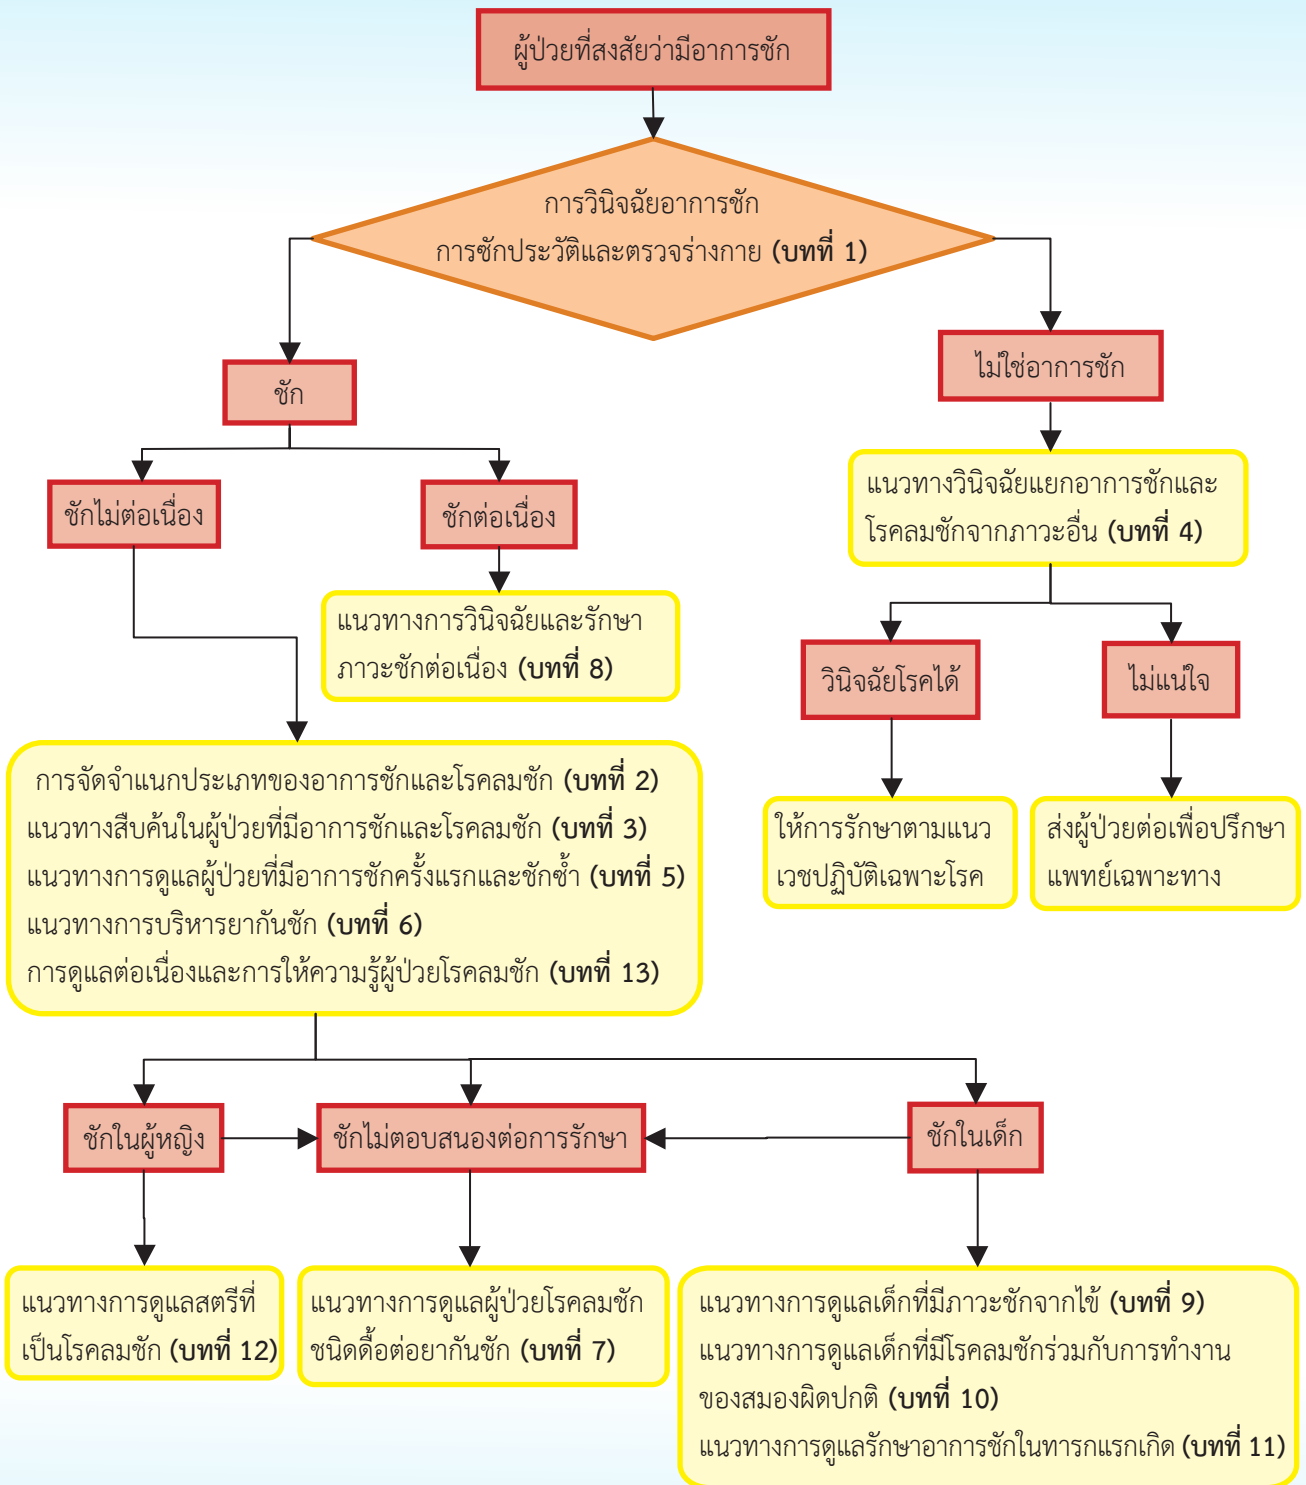 ผู้ป่วยที่สงสัยว่ามีอาการชัก
การวินิจฉัยอาการชัก
การซักประวัติและตรวจร่างกาย (บทที่ 1)
ชัก
ไม่ใช่อาการชัก
ชักไม่ต่อเนื่อง
ชักต่อเนื่อง
แนวทางวินิจฉัยแยกอาการชักและ
โรคลมชักจากภาวะอื่น (บทที่ 4)
แนวทางการวินิจฉัยและรักษา
ภาวะชักต่อเนื่อง (บทที่ 8)
วินิจฉัยโรคได้
ไม่แน่ใจ
การจัดจำแนกประเภทของอาการชักและโรคลมชัก (บทที่ 2)
แนวทางสืบค้นในผู้ป่วยที่มีอาการชักและโรคลมชัก (บทที่ 3)
แนวทางการดูแลผู้ป่วยที่มีอาการชักครั้งแรกและชักซ้ำ (บทที่ 5)
แนวทางการบริหารยากันชัก (บทที่ 6)
การดูแลต่อเนื่องและการให้ความรู้ผู้ป่วยโรคลมชัก (บทที่ 13)
ให้การรักษาตามแนว
เวชปฏิบัติเฉพาะโรค
ส่งผู้ป่วยต่อเพื่อปรึกษา
แพทย์เฉพาะทาง
ชักในผู้หญิง
ชักไม่ตอบสนองต่อการรักษา
ชักในเด็ก
แนวทางการดูแลสตรีที่
เป็นโรคลมชัก (บทที่ 12)
แนวทางการดูแลผู้ป่วยโรคลมชัก
ชนิดดื้อต่อยากันชัก (บทที่ 7)
แนวทางการดูแลเด็กที่มีภาวะชักจากไข้ (บทที่ 9)
แนวทางการดูแลเด็กที่มีโรคลมชักร่วมกับการทำงาน
ของสมองผิดปกติ (บทที่ 10)
แนวทางการดูแลรักษาอาการชักในทารกแรกเกิด (บทที่ 11)